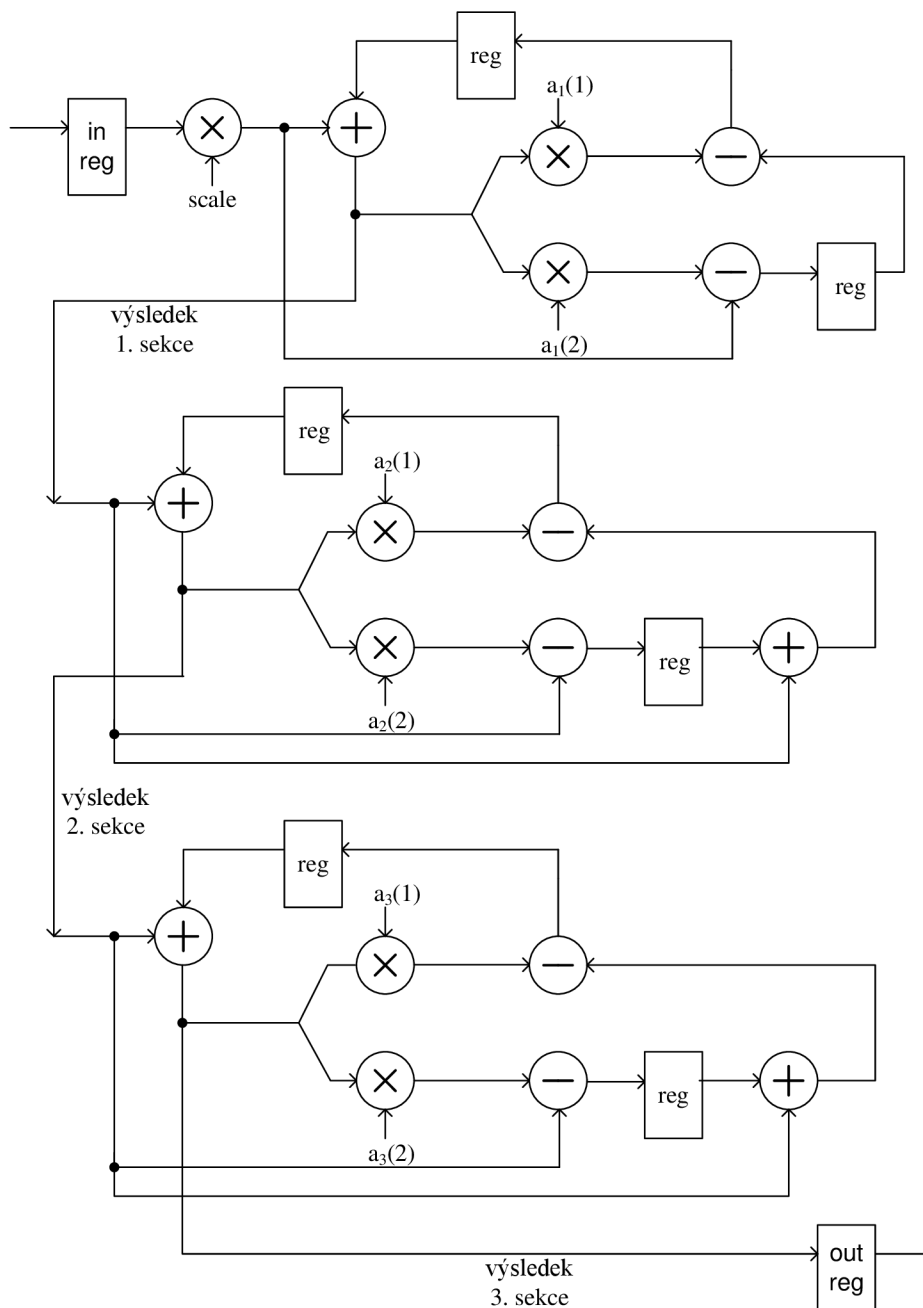 reg
a₁(1)
in
reg
scale
reg
výsledek
1. sekce
a₁(2)
reg
a₂(1)
reg
a₂(2)
výsledek
2. sekce
reg
a₃(1)
reg
a₃(2)
out
reg
výsledek
3. sekce